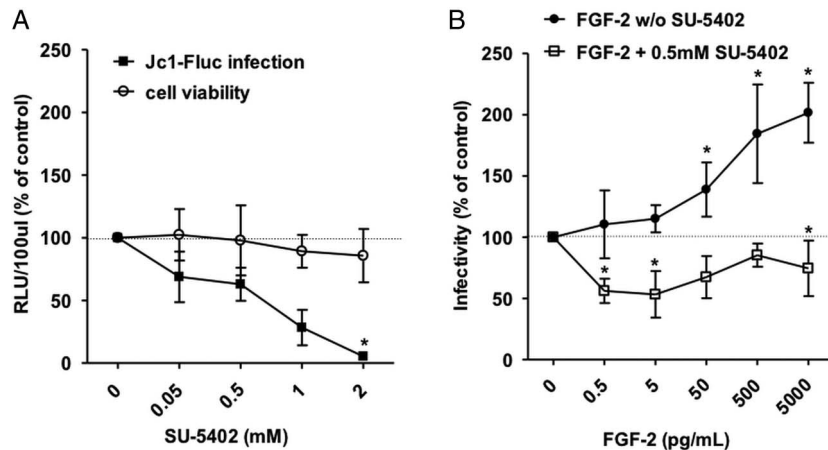 A
RLU/100ul (% of control)
250
200
150
100
50
0
Jc1-Fluc infection
cell viability
*
0
0.05
0.5
1
2
SU-5402 (mM)
B
FGF-2 w/o SU-5402
FGF-2 + 0.5mM SU-5402
Infectivity (% of control)
250
200
150
100
50
0
* * *
* * *
0
0.5
5
50
500
5000
FGF-2 (pg/mL)